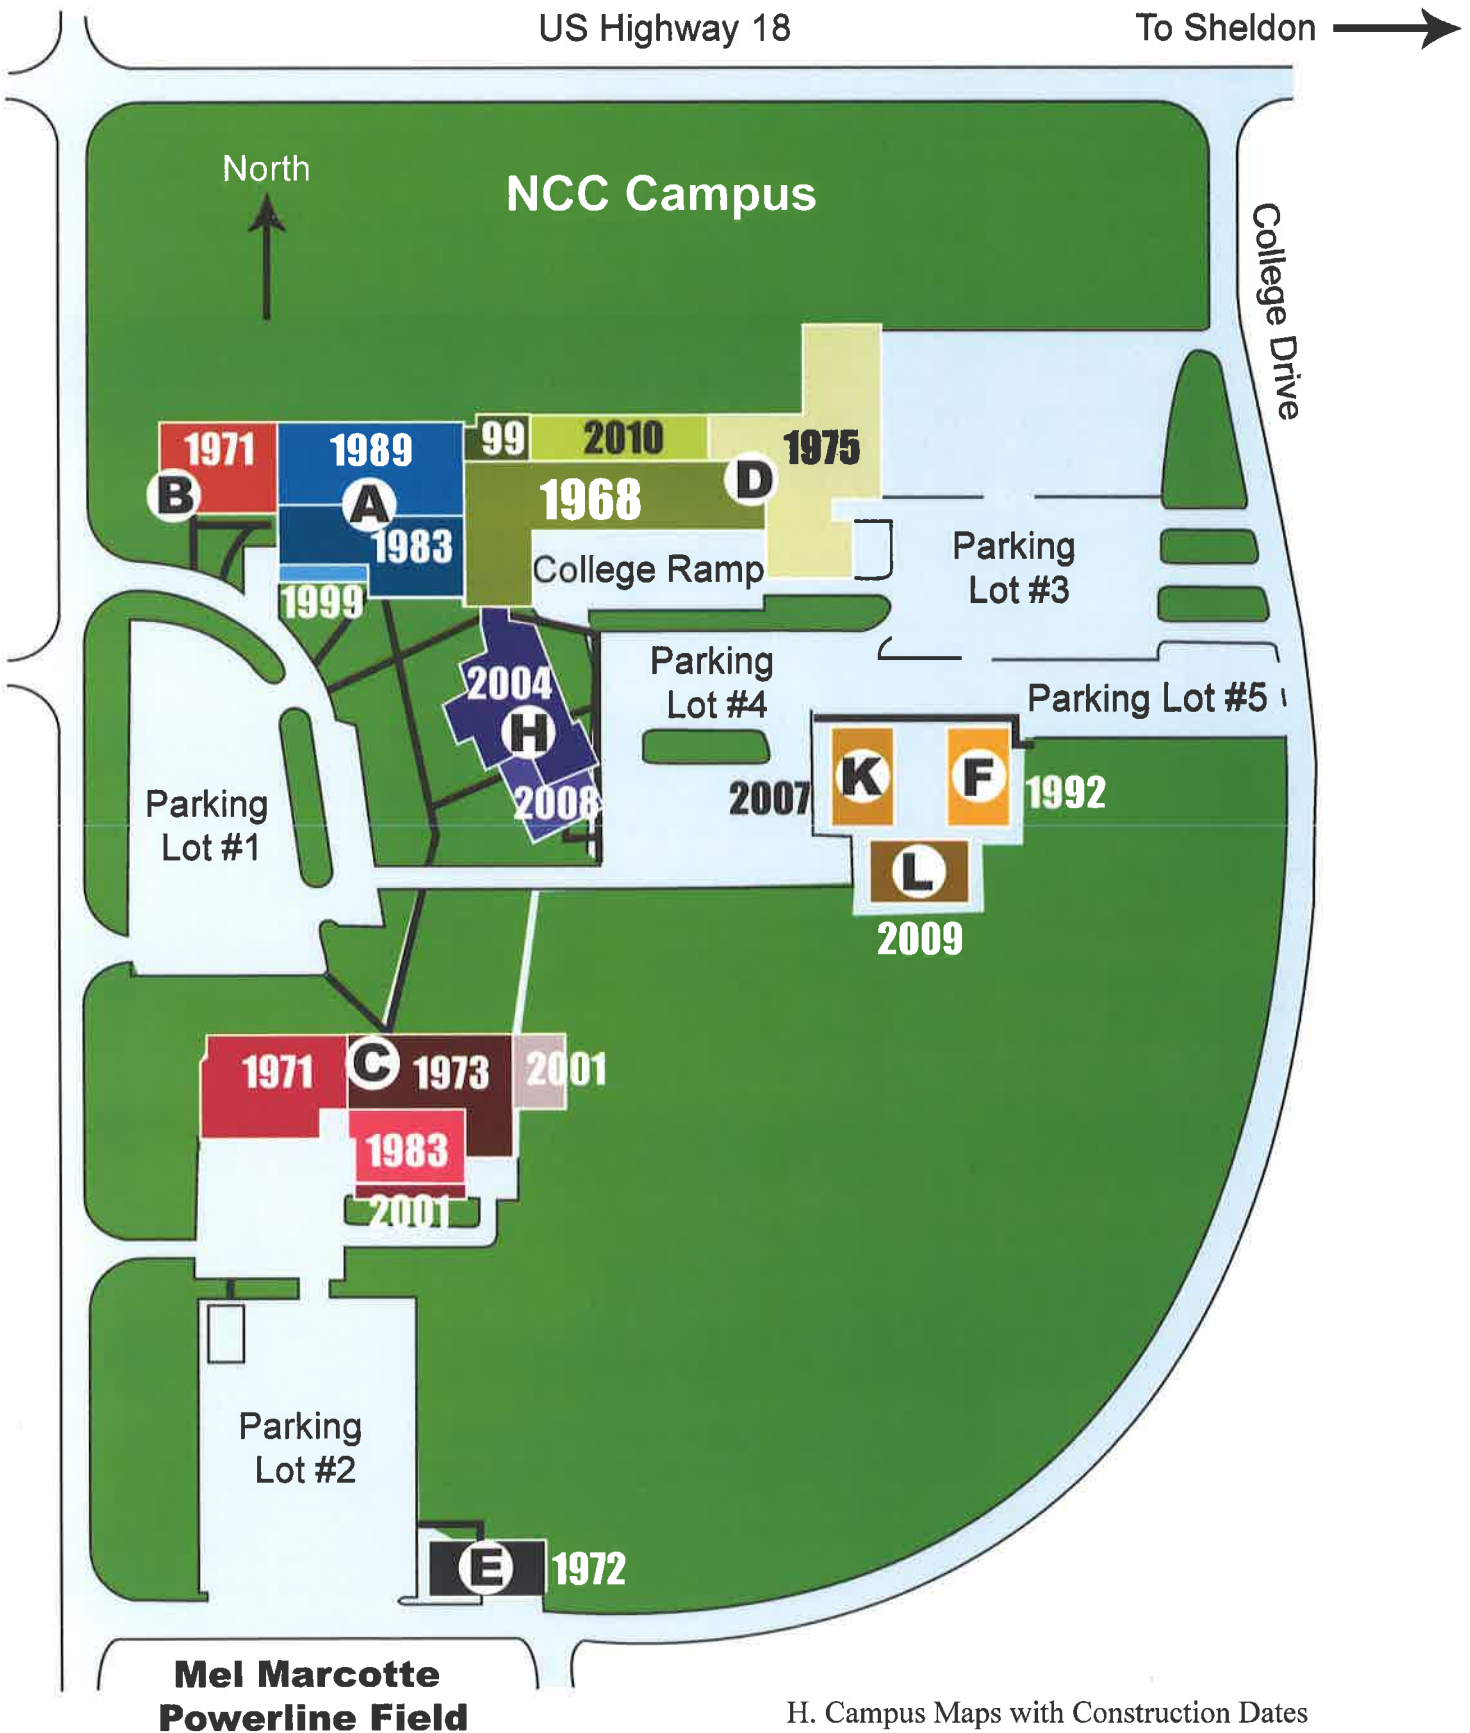 US Highway 18
To Sheldon
North
NCC Campus
College Drive
1971
B
1989
A
1983
1999
99
2010
1968
D
1975
College Ramp
Parking
Lot #3
Parking
Lot #4
Parking Lot #5
2004
H
2008
2007
K
F
1992
L
2009
Parking
Lot #1
1971
C
1973
2001
1983
2001
Parking
Lot #2
E
1972
Mel Marcotte
Powerline Field
H. Campus Maps with Construction Dates